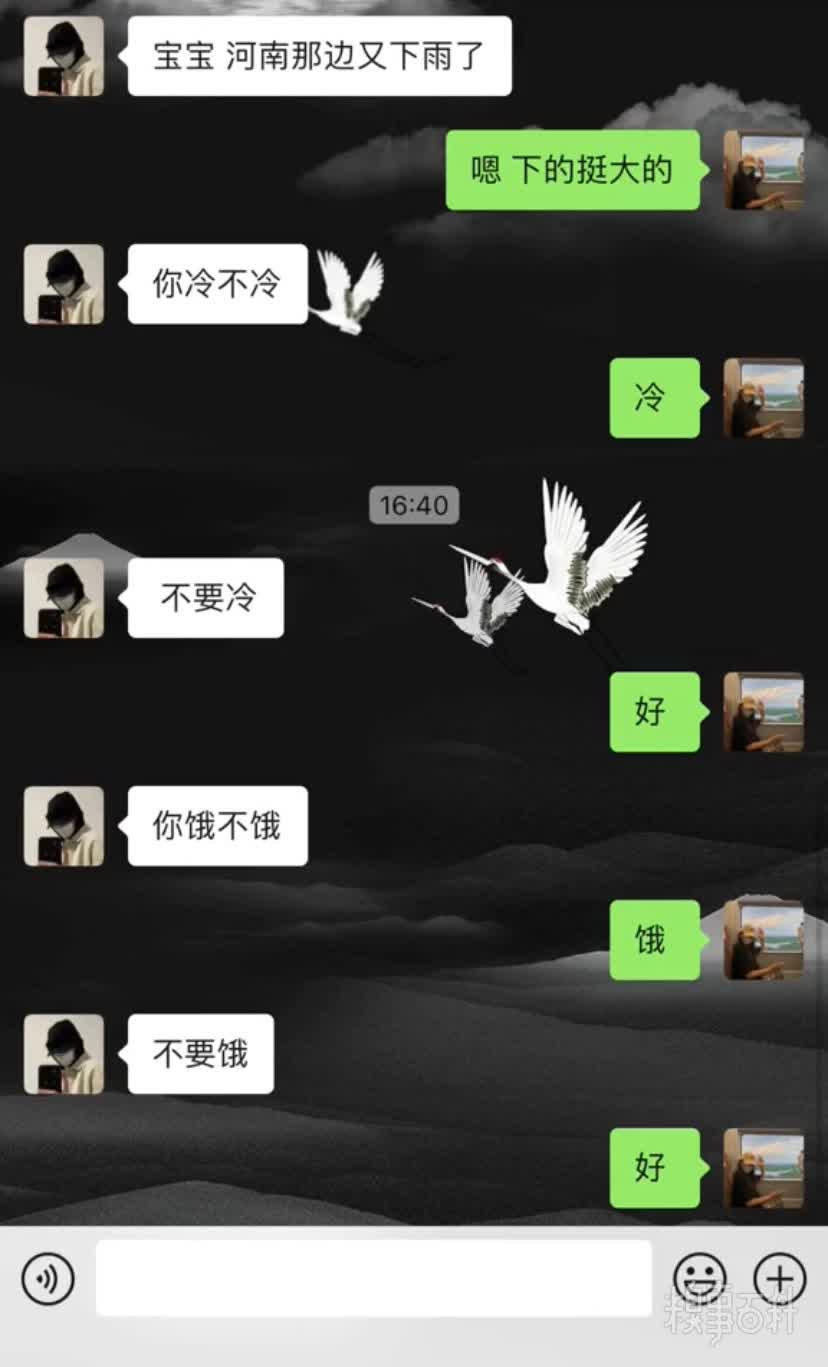 宝宝 河南那边又下雨了
嗯 下的挺大的
你冷不冷
冷
16:40
不要冷
好
你饿不饿
饿
不要饿
好
糗事百科